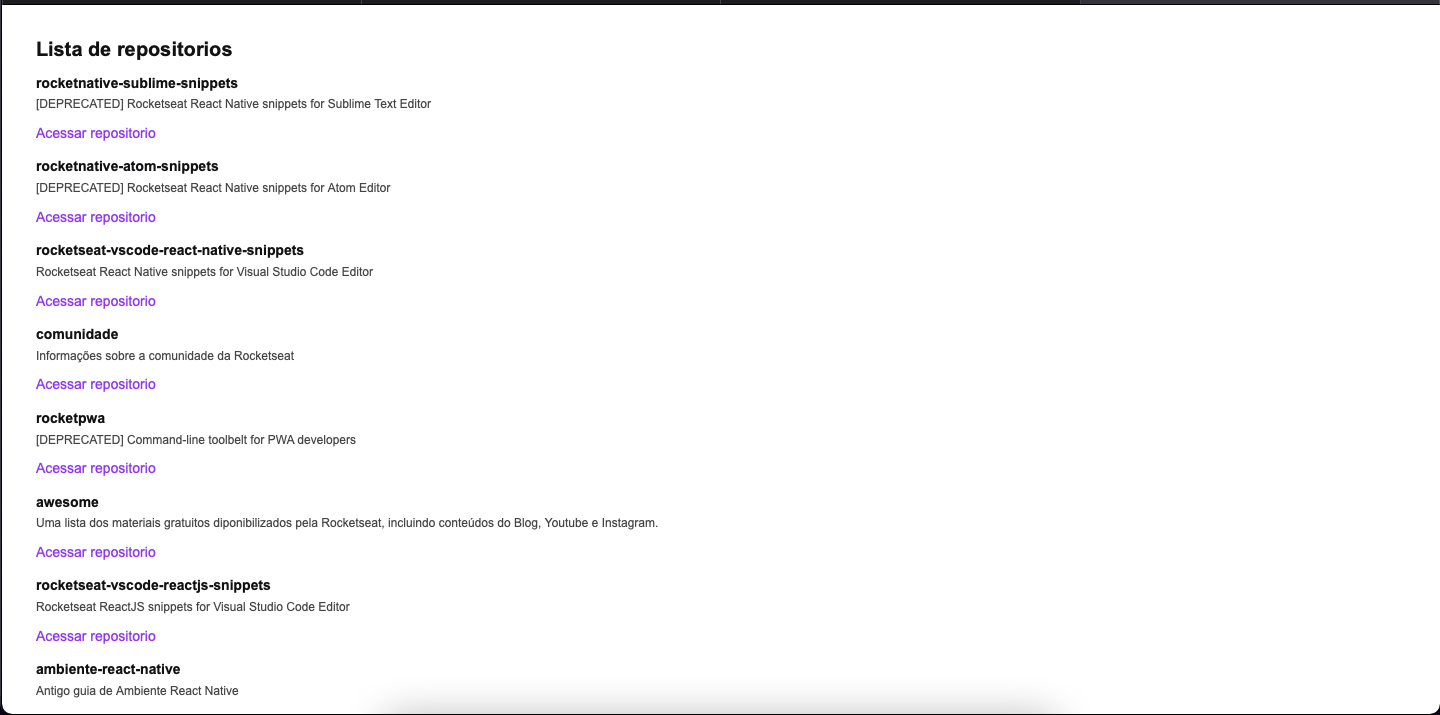 Lista de repositorios
rocketnative-sublime-snippets
[DEPRECATED] Rocketseat React Native snippets for Sublime Text Editor
Acessar repositorio
rocketnative-atom-snippets
[DEPRECATED] Rocketseat React Native snippets for Atom Editor
Acessar repositorio
rocketseat-vscode-react-native-snippets
Rocketseat React Native snippets for Visual Studio Code Editor
Acessar repositorio
comunidade
Informações sobre a comunidade da Rocketseat
Acessar repositorio
rocketpwa
[DEPRECATED] Command-line toolbelt for PWA developers
Acessar repositorio
awesome
Uma lista dos materiais gratuitos diponibilizados pela Rocketseat, incluindo conteúdos do Blog, Youtube e Instagram.
Acessar repositorio
rocketseat-vscode-reactjs-snippets
Rocketseat ReactJS snippets for Visual Studio Code Editor
Acessar repositorio
ambiente-react-native
Antigo guia de Ambiente React Native